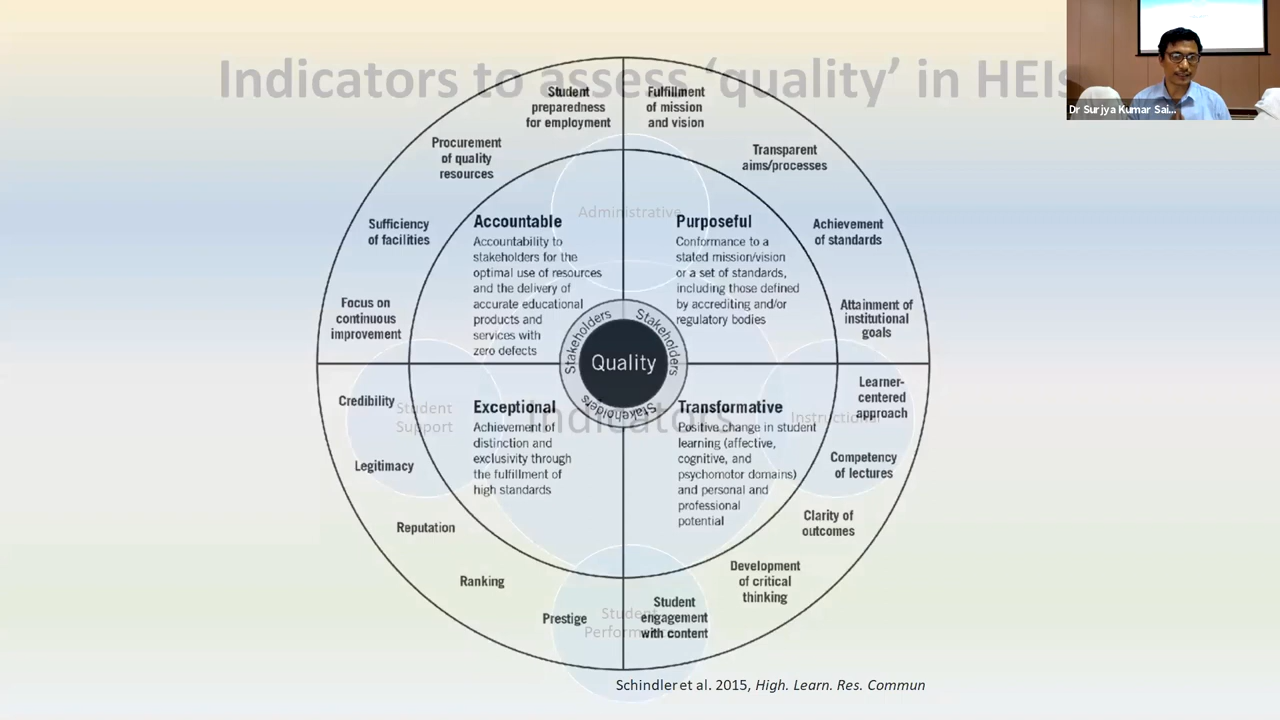 Indicators to assess ‘quality’ in HEIs
Dr Surjya Kumar Sai...
Student
preparedness
for employment
Procurement
of quality
resources
Sufficiency
of facilities
Focus on
continuous
improvement
Fulfillment
of mission
and vision
Transparent
aims/processes
Achievement
of standards
Attainment of
institutional
goals
Administrative
Accountable
Accountability to
stakeholders for the
optimal use of resources
and the delivery of
accurate educational
products and
services with
zero defects
Purposeful
Conformance to a
stated mission/vision
or a set of standards,
including those defined
by accrediting and/or
regulatory bodies
Stakeholders
Stakeholders
Stakeholders
Quality
Indicators
Exceptional
Achievement of
distinction and
exclusivity through
the fulfillment of
high standards
Transformative
Positive change in student
learning (affective,
cognitive, and
psychomotor domains)
and personal and
professional
potential
Credibility
Student
Support
Legitimacy
Reputation
Ranking
Prestige
Learner-
centered
approach
Instructional
Competency
of lectures
Clarity of
outcomes
Development
of critical
thinking
Student
engagement
with content
Student
Schindler et al. 2015, High. Learn. Res. Commun